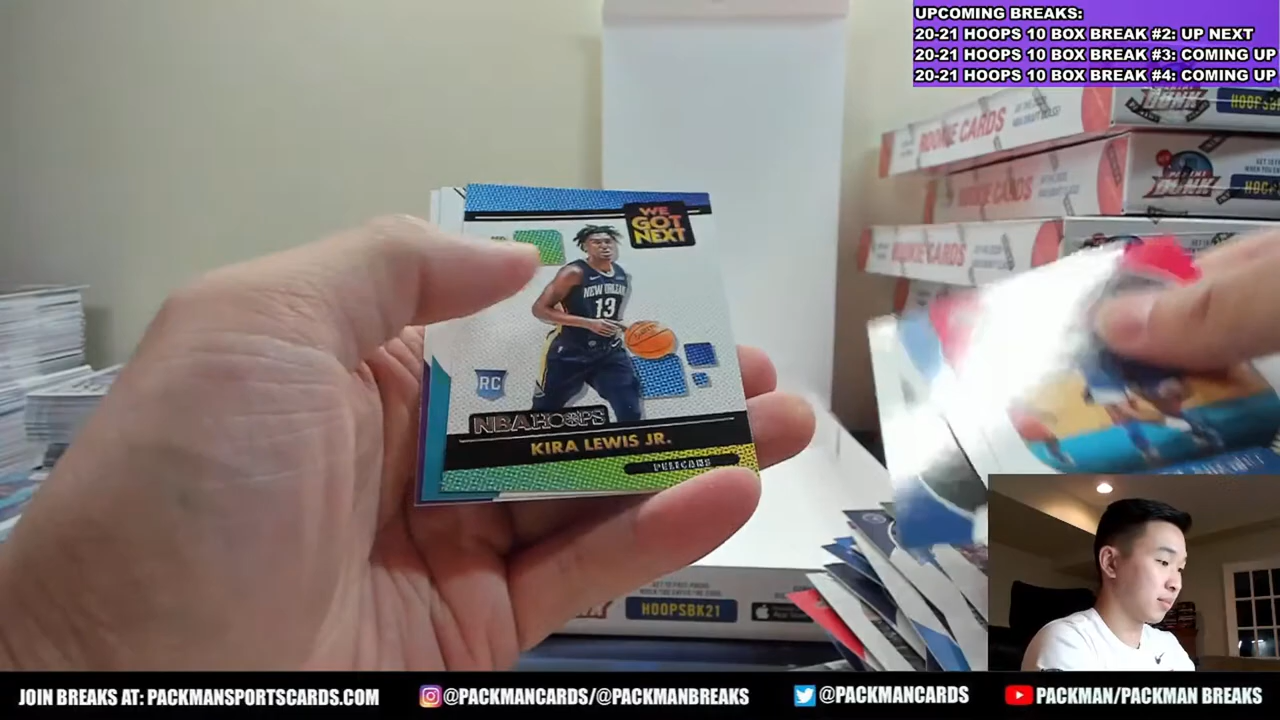 UPCOMING BREAKS:
20-21 HOOPS 10 BOX BREAK #2: UP NEXT
20-21 HOOPS 10 BOX BREAK #3: COMING UP
20-21 HOOPS 10 BOX BREAK #4: COMING UP
ROOKIE CARDS
ROOKIE CARDS
ROOKIE CARDS
WE
GOT
NEXT
NEW ORLEANS
13
RC
NBA HOOPS
KIRA LEWIS JR.
PELICANS
HOOPSBK21
JOIN BREAKS AT: PACKMANSPORTSCARDS.COM
@PACKMANCARDS/@PACKMANBREAKS
@PACKMANCARDS
PACKMAN/PACKMAN BREAKS